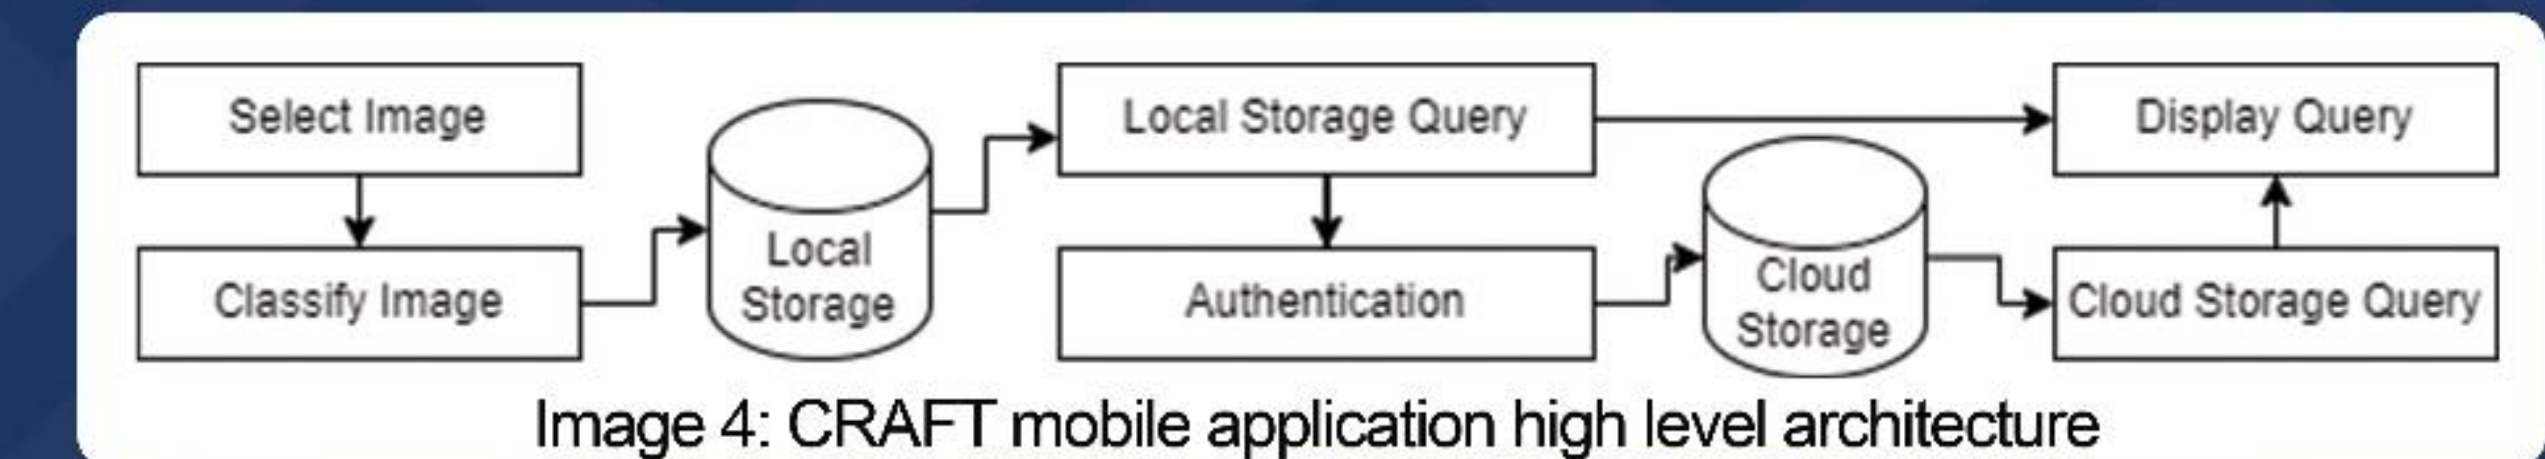 Select Image
Classify Image
Local
Storage
Local Storage Query
Authentication
Cloud
Storage
Display Query
Cloud Storage Query
Image 4: CRAFT mobile application high level architecture